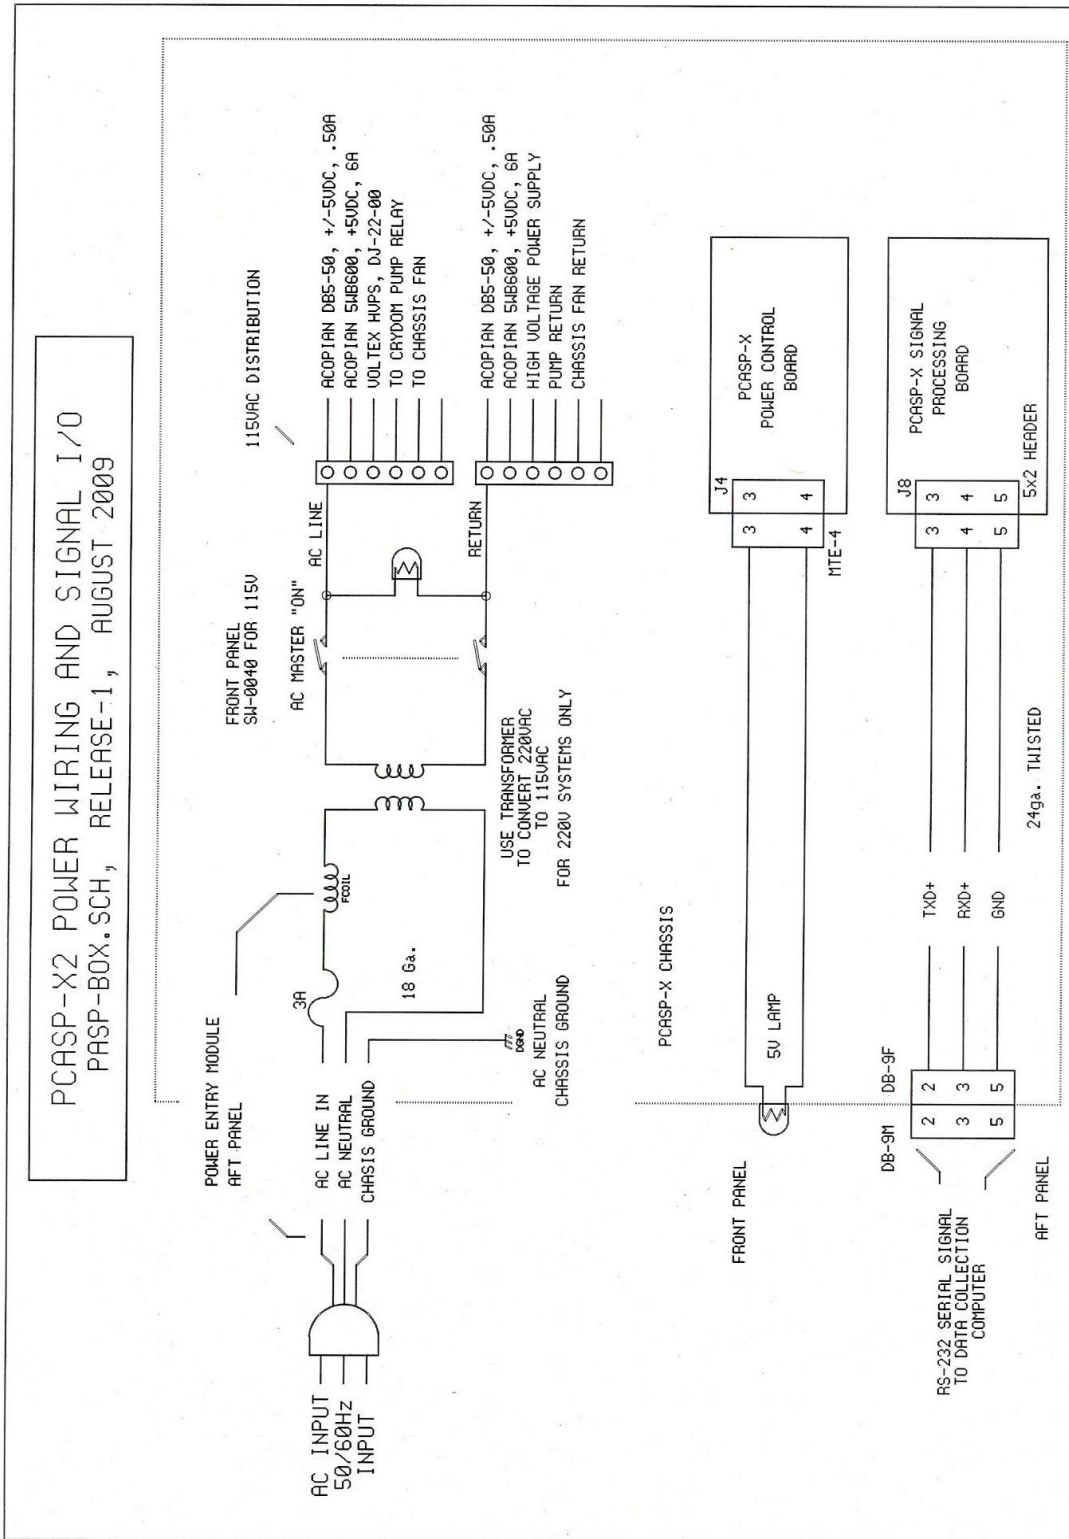 PCASP-X2 POWER WIRING AND SIGNAL I/O
PASP-BOX.SCH, RELEASE-1, AUGUST 2009
POWER ENTRY MODULE
AFT PANEL
AC INPUT
50/60Hz
INPUT
AC LINE IN
AC NEUTRAL
CHASIS GROUND
3A
FCOIL
18 Ga.
DGND
AC NEUTRAL
CHASSIS GROUND
USE TRANSFORMER
TO CONVERT 220VAC
TO 115VAC
FOR 220V SYSTEMS ONLY
FRONT PANEL
SW-0040 FOR 115V
AC MASTER "ON"
AC LINE
RETURN
115VAC DISTRIBUTION
ACOPIAN DB5-50, +/-5VDC, .50A
ACOPIAN 5WB600, +5VDC, 6A
VOLTEX HVPS, DJ-22-00
TO CRYDOM PUMP RELAY
TO CHASSIS FAN
ACOPIAN DB5-50, +/-5VDC, .50A
ACOPIAN 5WB600, +5VDC, 6A
HIGH VOLTAGE POWER SUPPLY
PUMP RETURN
CHASSIS FAN RETURN
PCASP-X CHASSIS
FRONT PANEL
5V LAMP
MTE-4
3
4
J4
3
4
PCASP-X
POWER CONTROL
BOARD
RS-232 SERIAL SIGNAL
TO DATA COLLECTION
COMPUTER
AFT PANEL
DB-9M
2
3
5
DB-9F
2
3
5
TXD+
RXD+
GND
24ga. TWISTED
3
4
5
J8
3
4
5
5x2 HEADER
PCASP-X SIGNAL
PROCESSING
BOARD